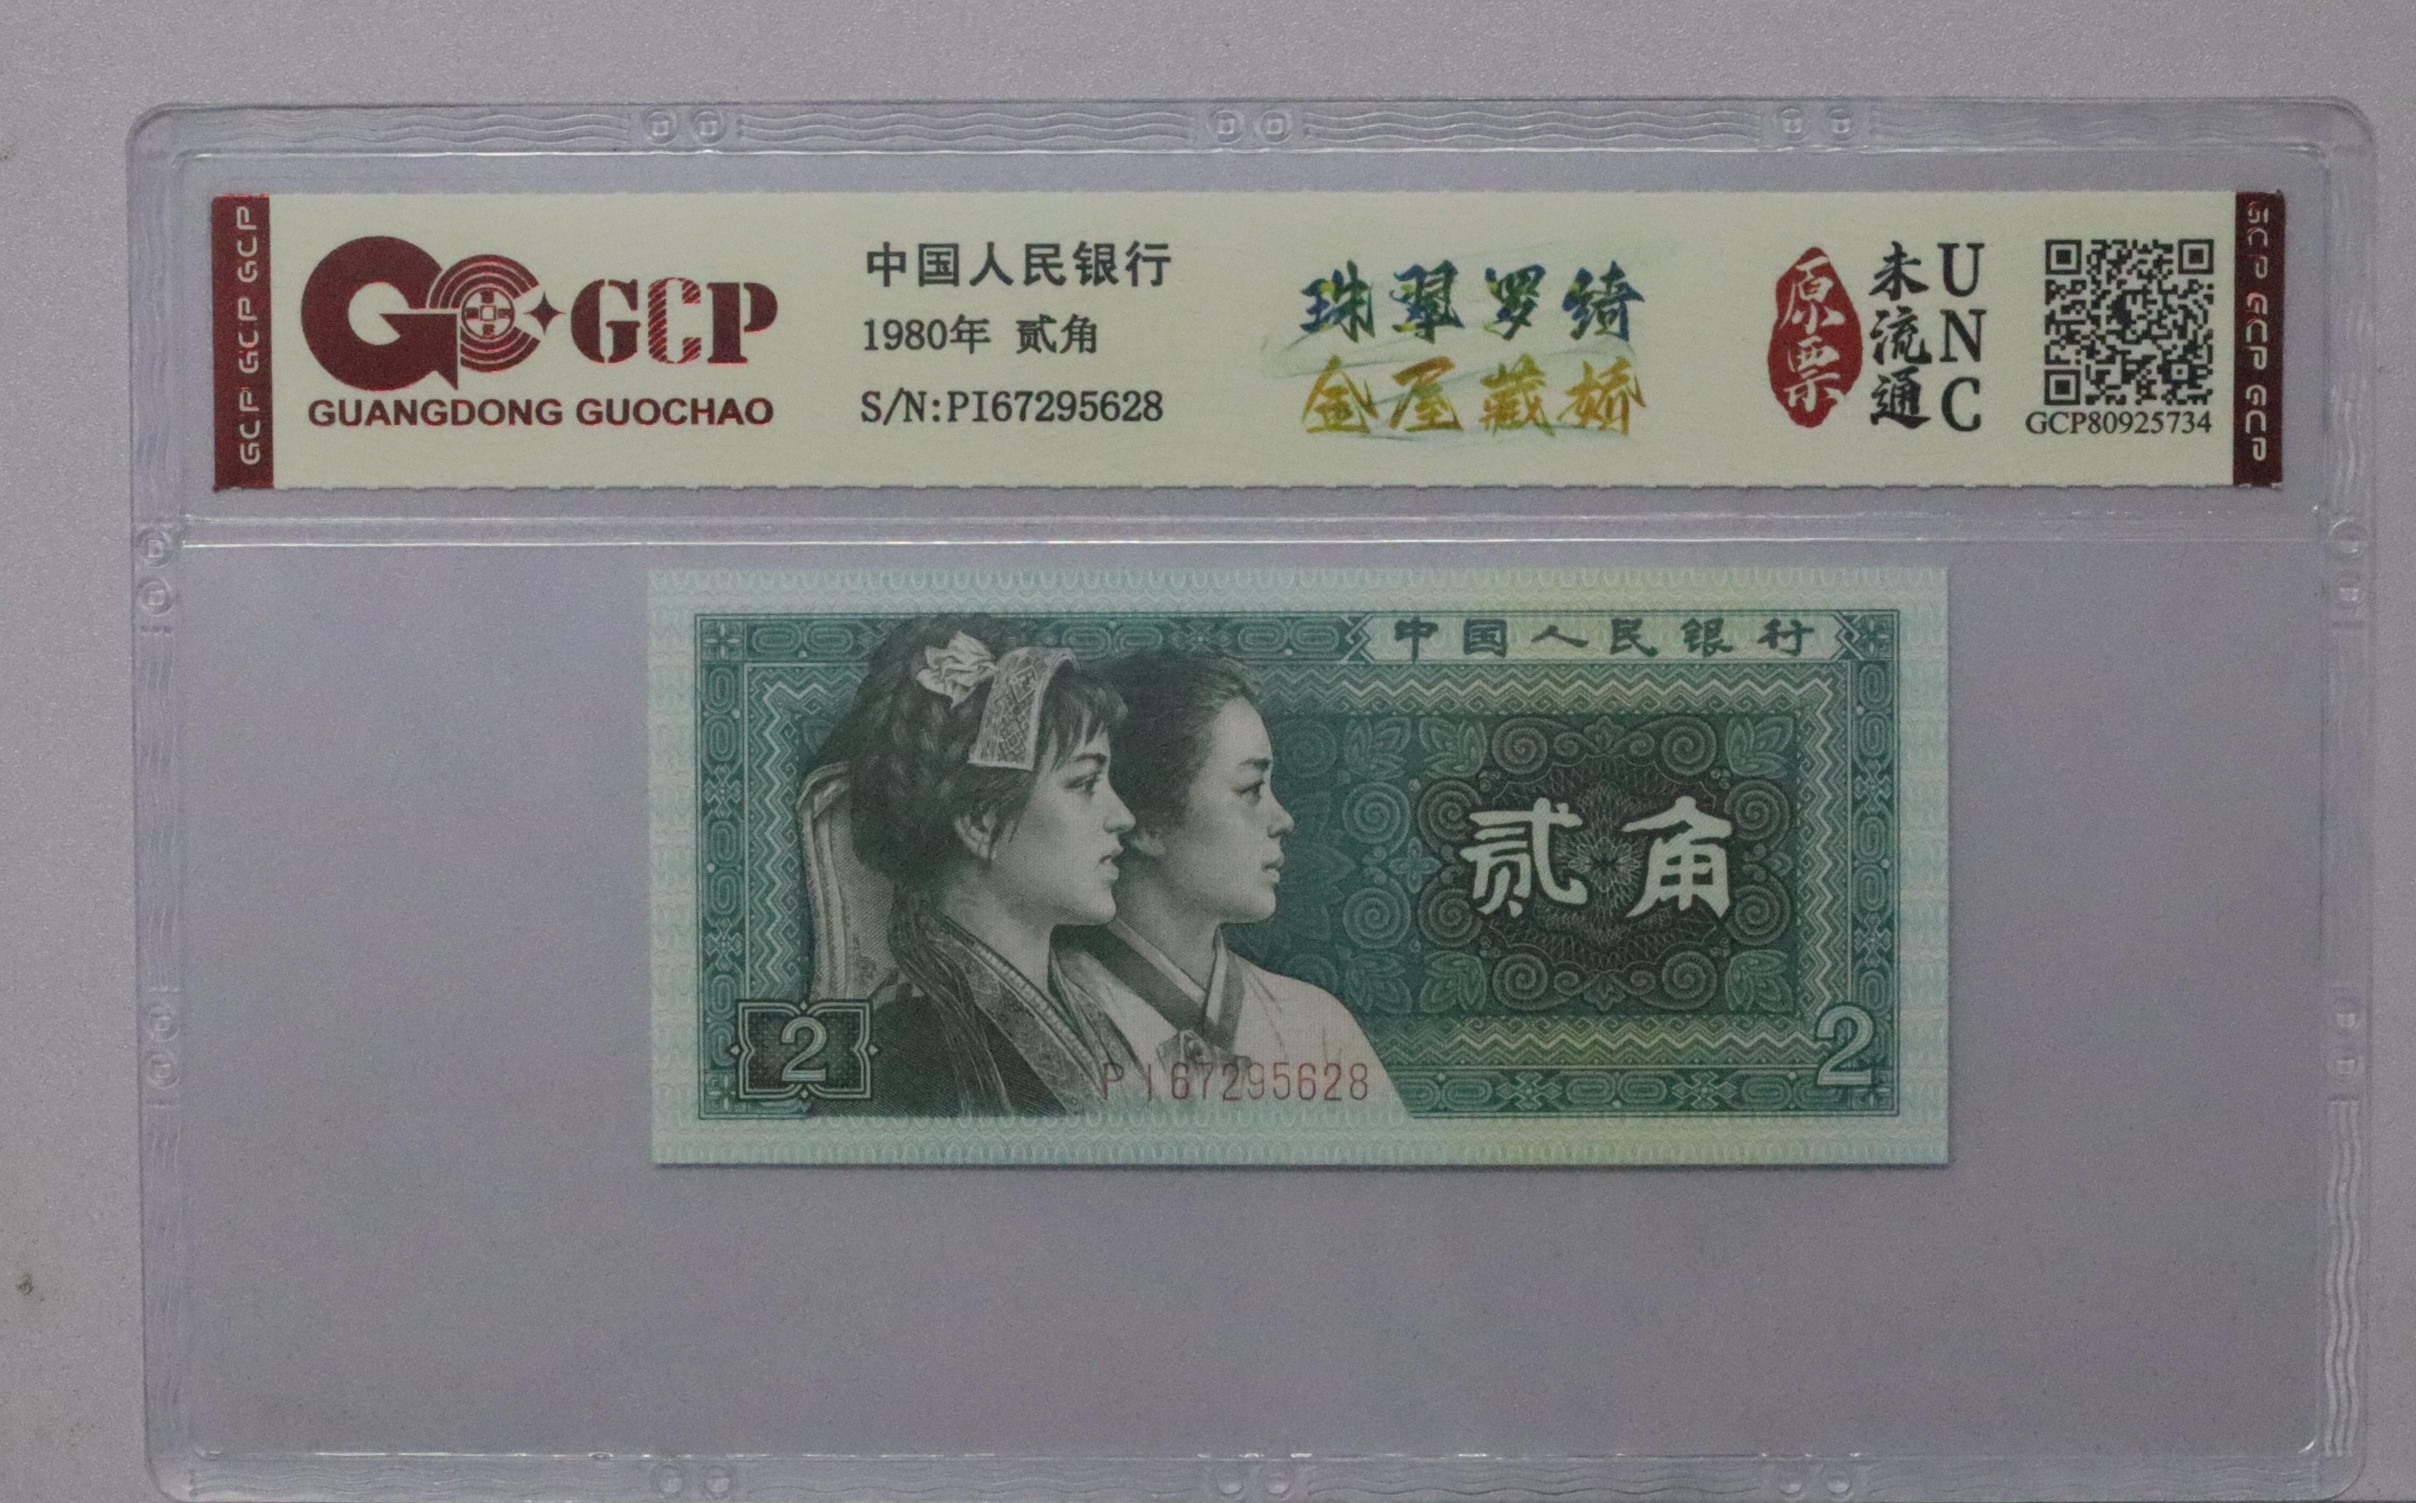 GCP GCP GCP
GCP
GUANGDONG GUOCHAO
中国人民银行
1980年 贰角
S/N:PI67295628
珠翠罗绮
金屋藏娇
原票
未流通
UNC
GCP80925734
GCP GCP GCP
中国人民银行
贰角
2
2
PI67295628